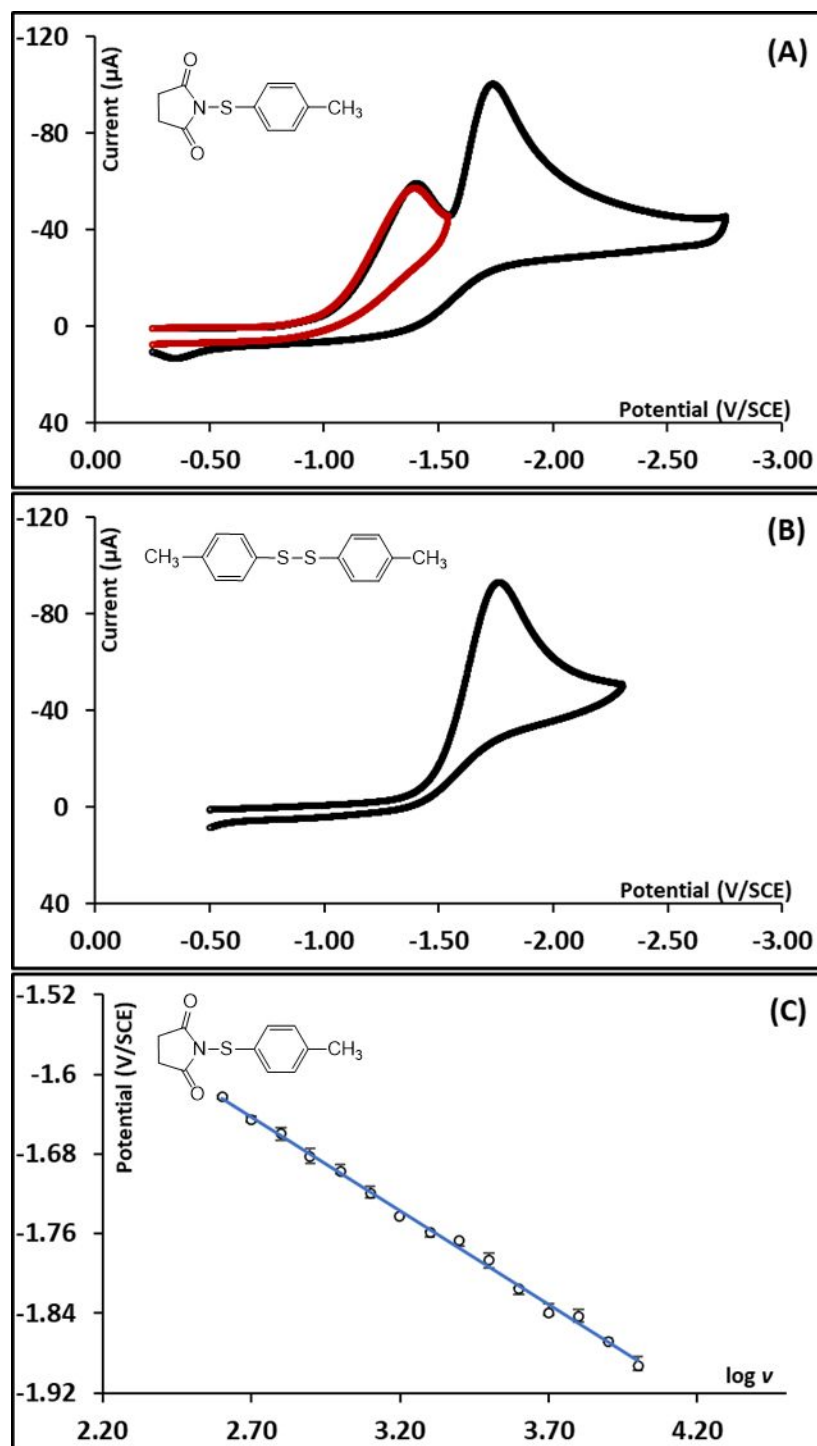 -120
(A)
Current (μA)
O
N
S
CH₃
O
-80
-40
0
Potential (V/SCE)
40
0.00 -0.50 -1.00 -1.50 -2.00 -2.50 -3.00
-120
(B)
Current (μA)
CH₃
S
S
CH₃
-80
-40
0
Potential (V/SCE)
40
0.00 -0.50 -1.00 -1.50 -2.00 -2.50 -3.00
-1.52
(C)
Potential (V/SCE)
O
N
S
CH₃
O
-1.6
-1.68
-1.76
-1.84
log v
-1.92
2.20 2.70 3.20 3.70 4.20